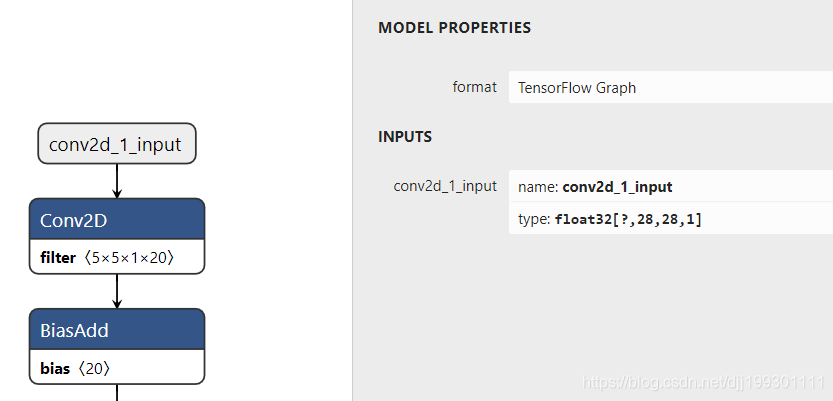 MODEL PROPERTIES
format TensorFlow Graph
INPUTS
conv2d_1_input name: conv2d_1_input
type: float32[?,28,28,1]
conv2d_1_input
Conv2D
filter〈5×5×1×20〉
BiasAdd
bias〈20〉
https://blog.csdn.net/djj199301111